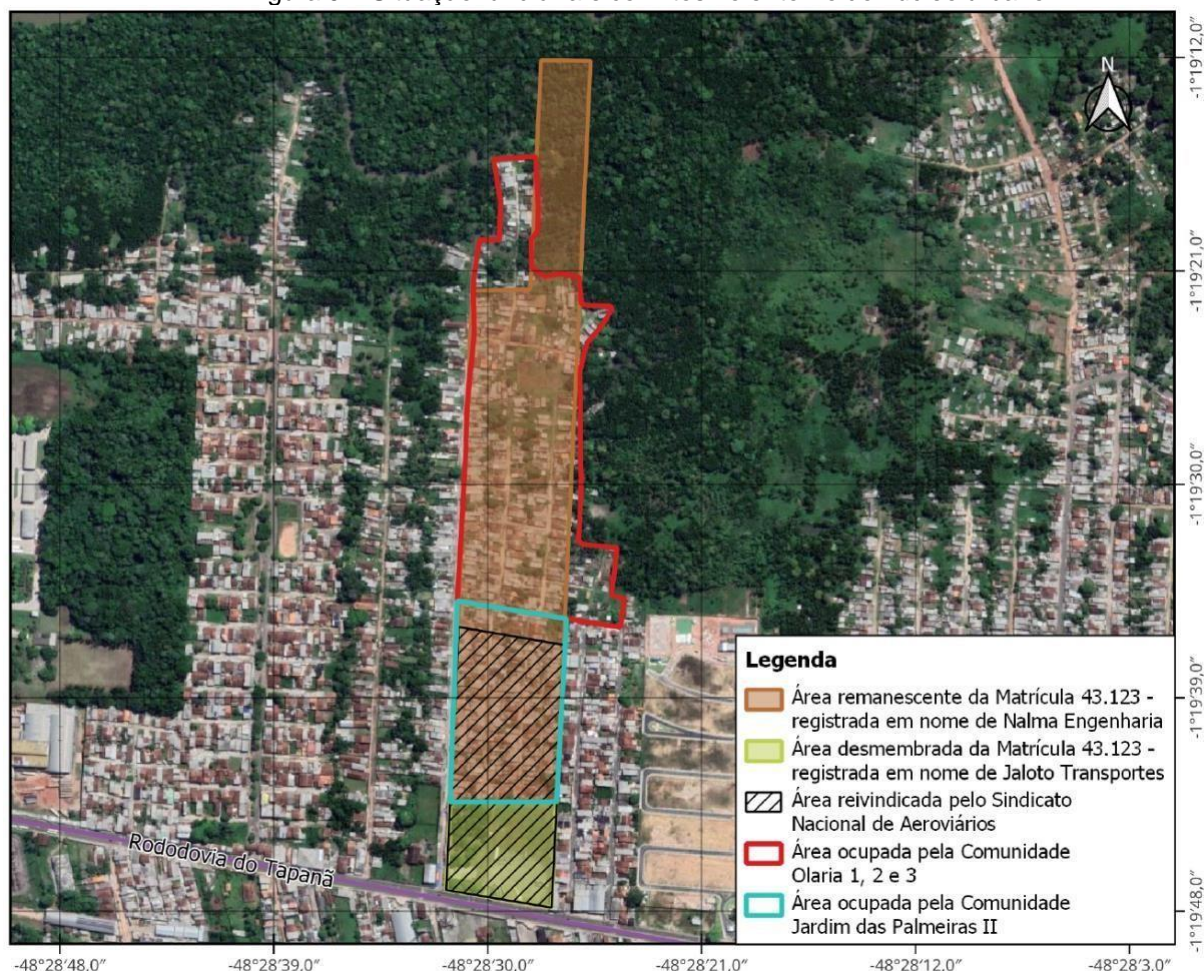 N
-1°19'12,0"
-1°19'21,0"
-1°19'30,0"
-1°19'39,0"
-1°19'48,0"
Rododovia do Tapanã
Legenda
Área remanescente da Matrícula 43.123 -
registrada em nome de Nalma Engenharia
Área desmembrada da Matrícula 43.123 -
registrada em nome de Jaloto Transportes
Área reivindicada pelo Sindicato
Nacional de Aeroviários
Área ocupada pela Comunidade
Olaria 1, 2 e 3
Área ocupada pela Comunidade
Jardim das Palmeiras II
-48°28'48.0" -48°28'39.0" -48°28'30.0" -48°28'21.0" -48°28'12.0" -48°28'3.0"